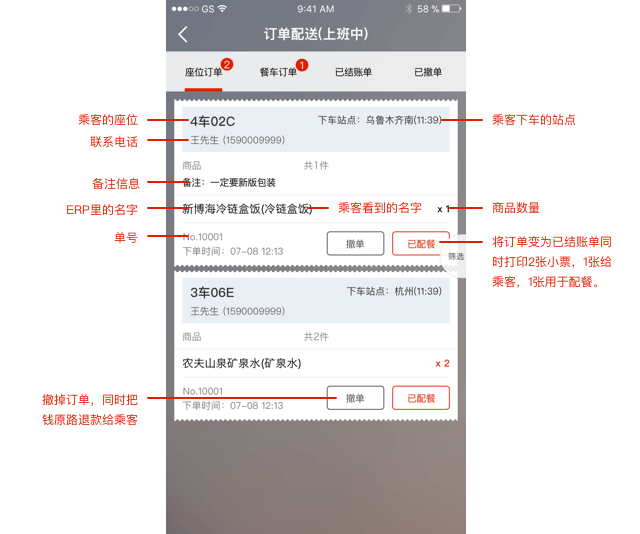 GS
9:41 AM
58 %
订单配送(上班中)
座位订单 2
餐车订单 1
已结账单
已撤单
乘客的座位
4车02C
下车站点：乌鲁木齐南(11:39)
乘客下车的站点
联系电话
王先生 (1590009999)
商品
共1件
备注信息
备注：一定要新版包装
ERP里的名字
新博海冷链盒饭(冷链盒饭)
乘客看到的名字
x 1
商品数量
单号
No.10001
下单时间：07-08 12:13
撤单
已配餐
筛选
将订单变为已结账单同
时打印2张小票，1张给
乘客，1张用于配餐。
3车06E
下车站点：杭州(11:39)
王先生 (1590009999)
商品
共2件
农夫山泉矿泉水(矿泉水)
x 2
撤掉订单，同时把
钱原路退款给乘客
No.10001
下单时间：07-08 12:13
撤单
已配餐